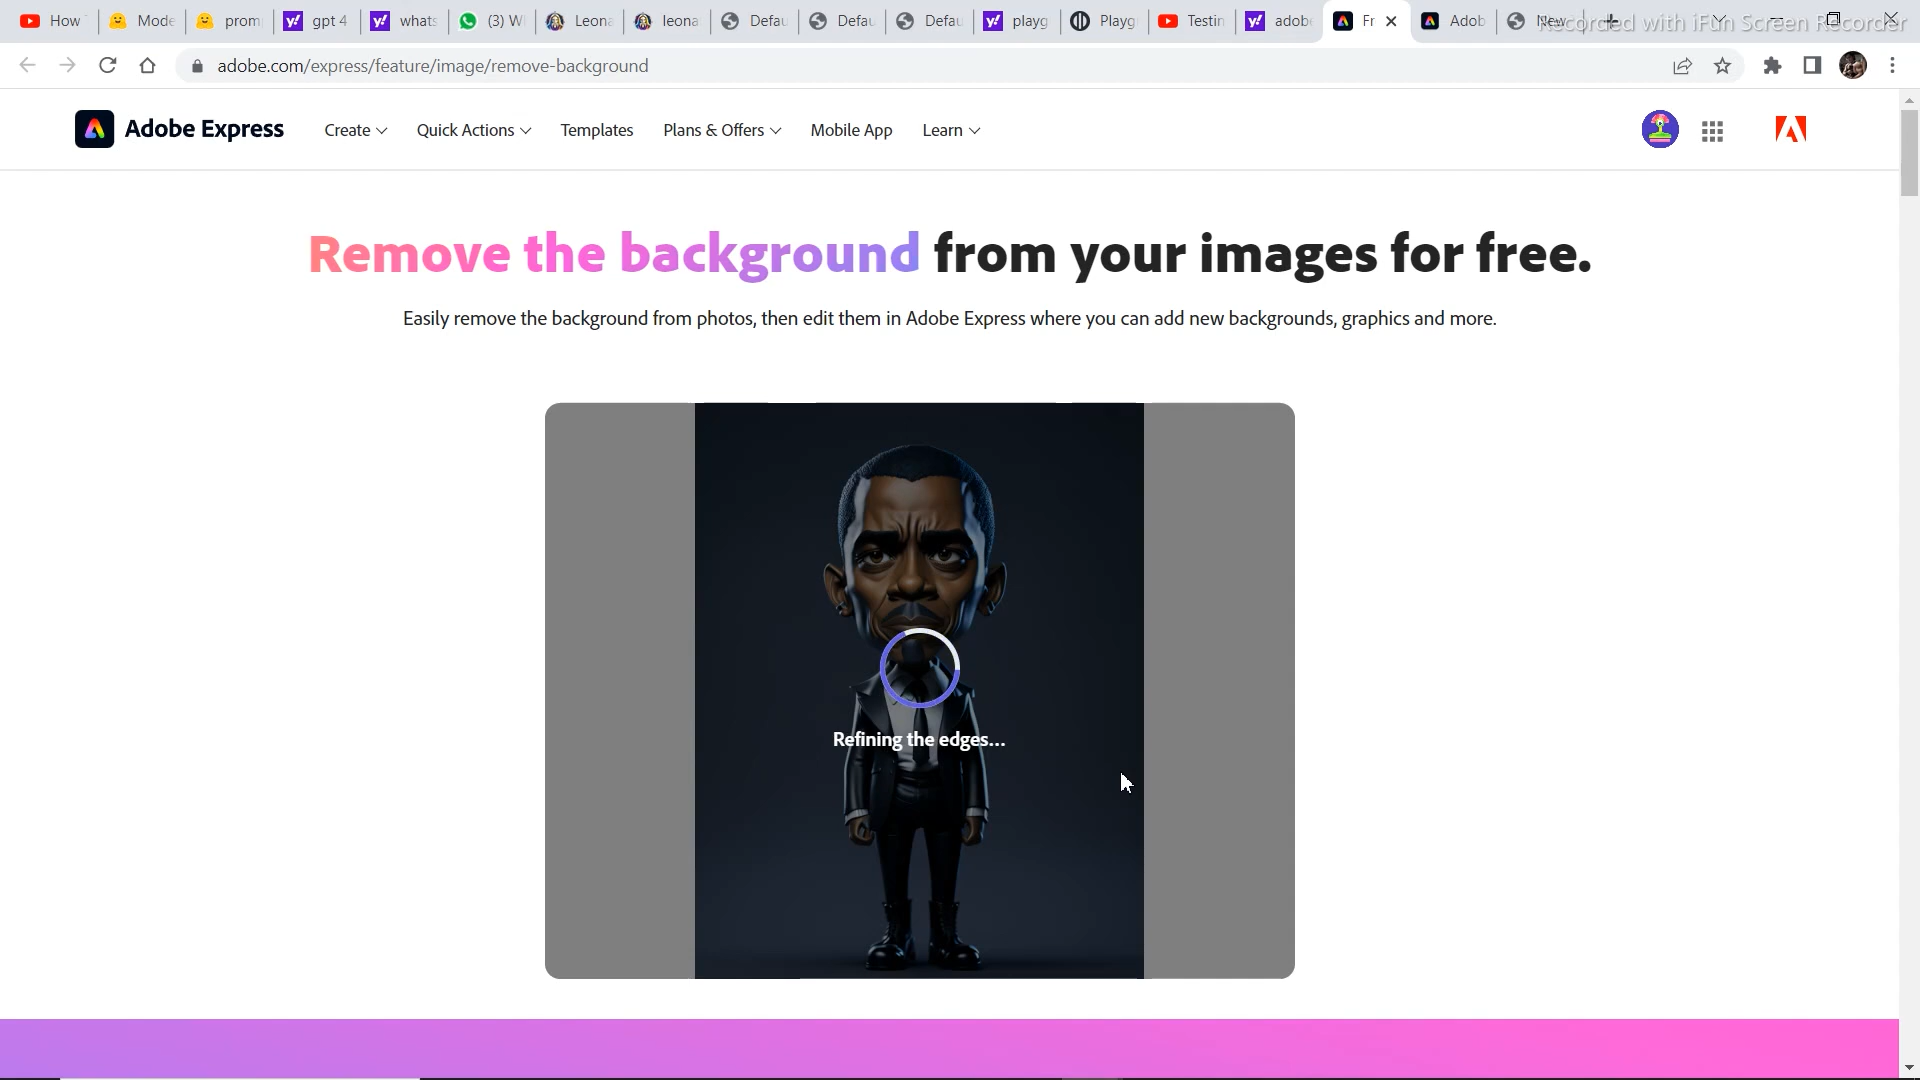 How
Mode
prom
gpt 4
whats
(3) W
Leona
leona
Defau
Defau
Defau
playg
Playg
Testin
adobe
Fr
Adob
New
Recorded with iFun Screen Recorder
adobe.com/express/feature/image/remove-background
Adobe Express
Create
Quick Actions
Templates
Plans & Offers
Mobile App
Learn
Remove the background from your images for free.
Easily remove the background from photos, then edit them in Adobe Express where you can add new backgrounds, graphics and more.
Refining the edges...